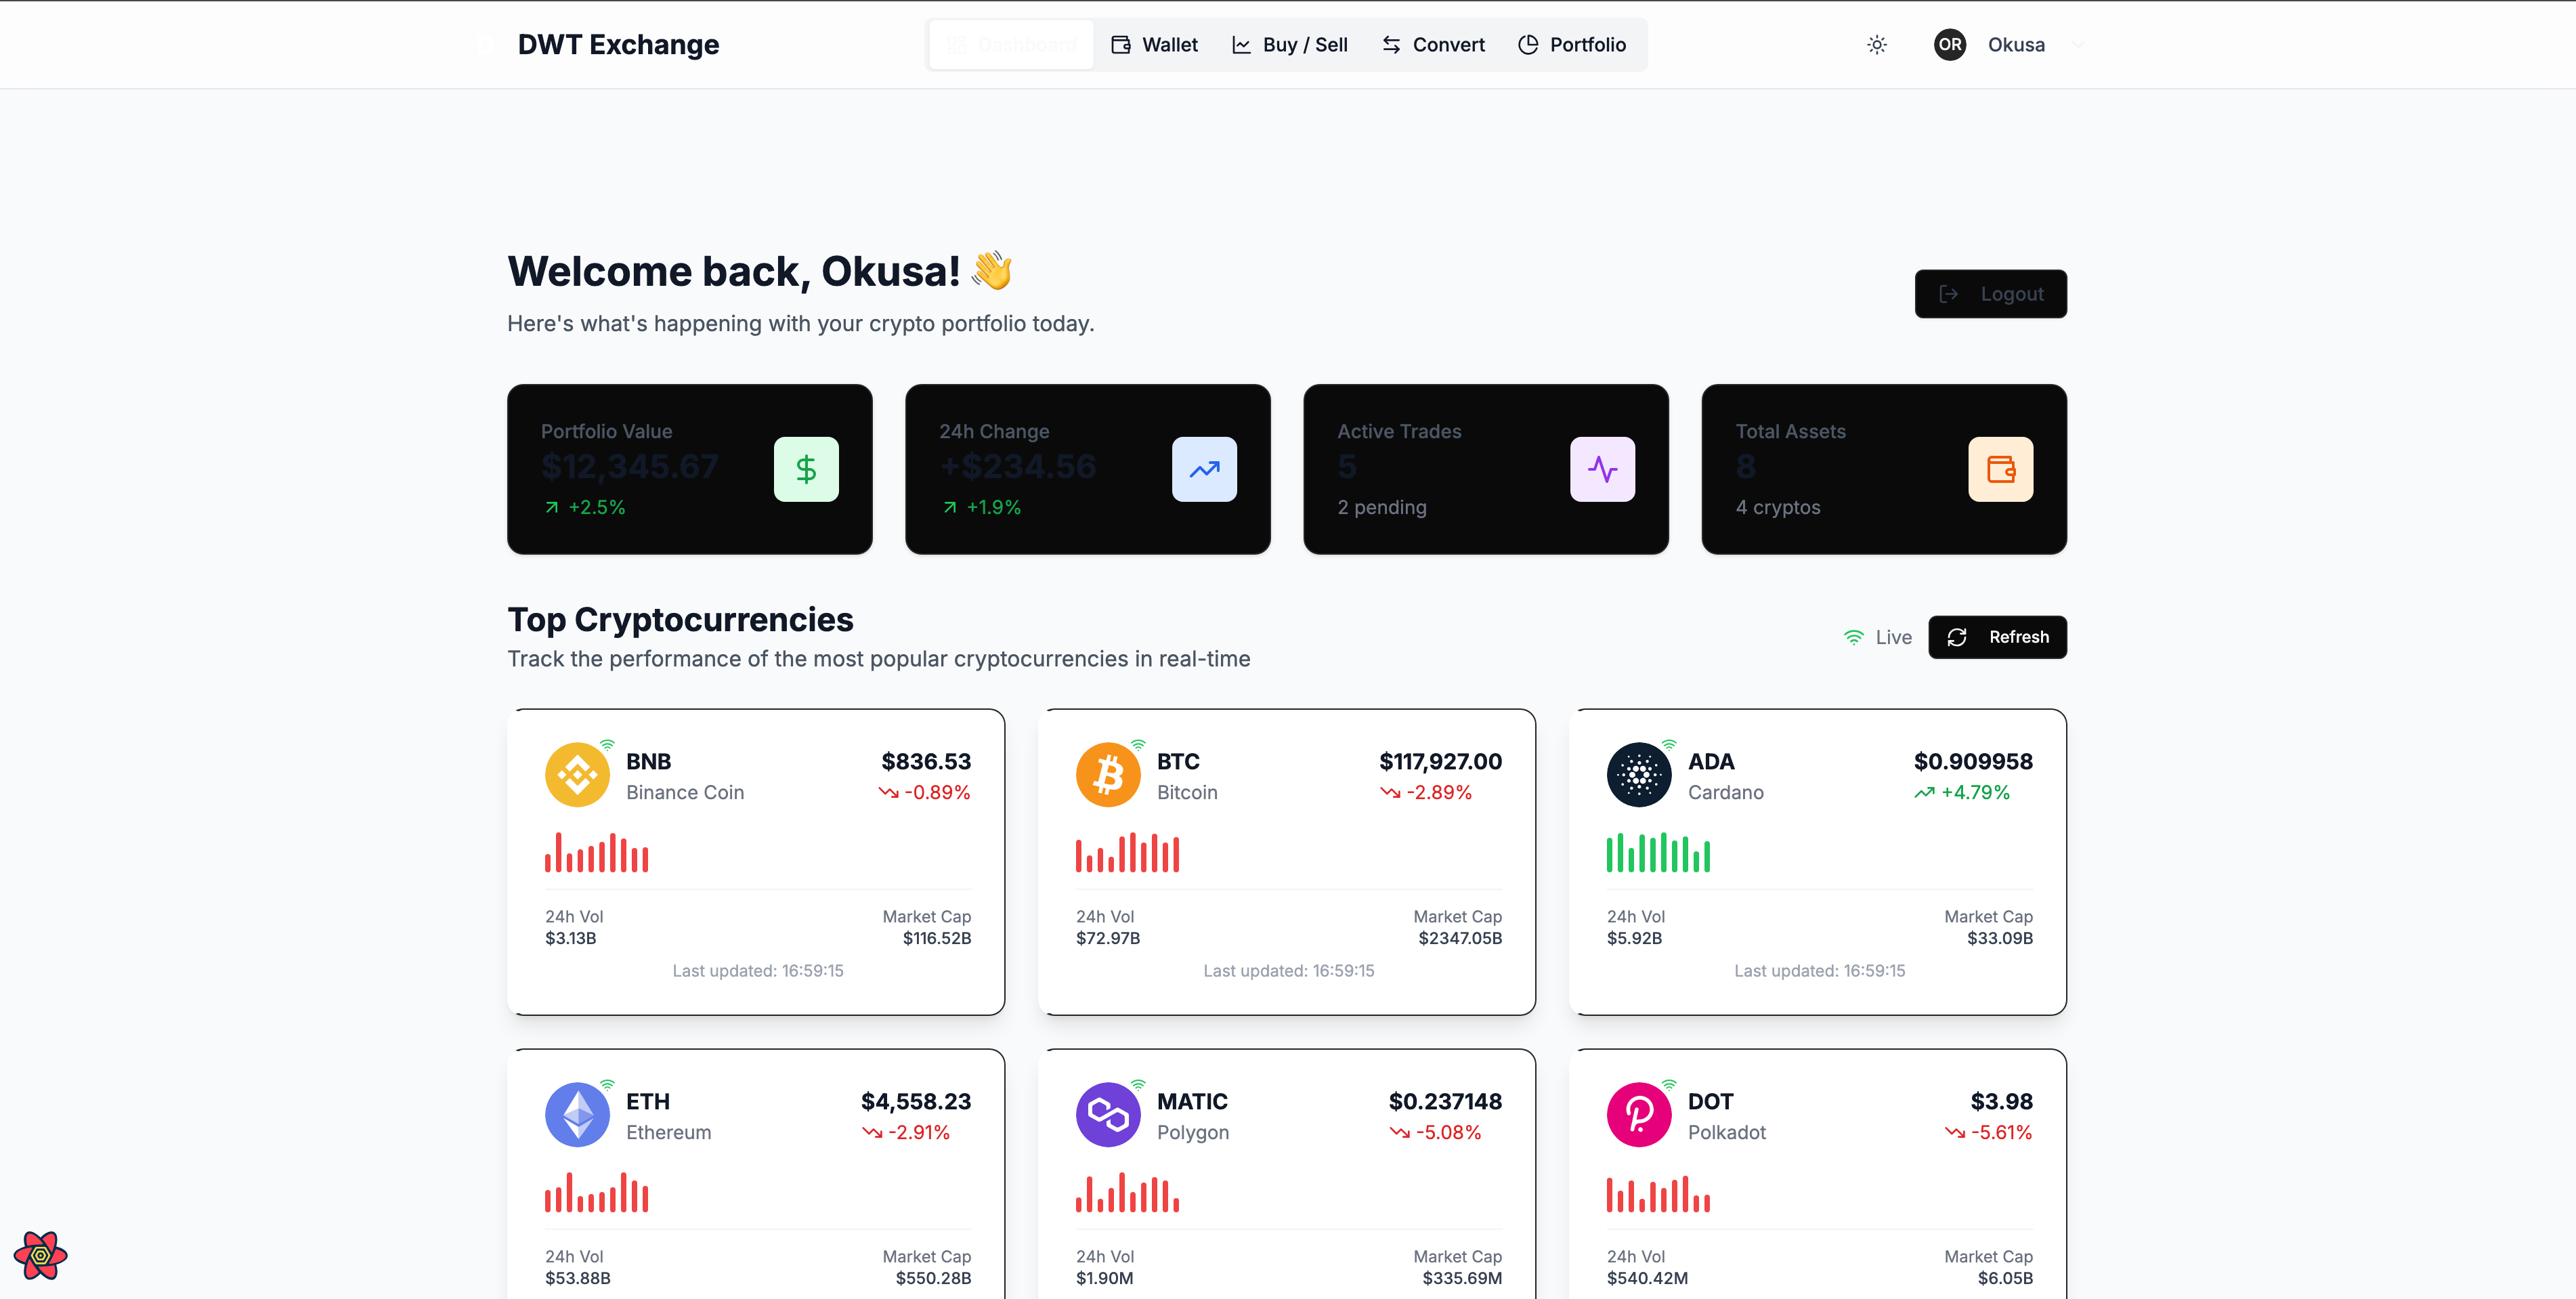 DWT Exchange
Dashboard
Wallet
Buy / Sell
Convert
Portfolio
OR
Okusa
Welcome back, Okusa! 👋
Here's what's happening with your crypto portfolio today.
Logout
Portfolio Value
$12,345.67
+2.5%
24h Change
+$234.56
+1.9%
Active Trades
5
2 pending
Total Assets
8
4 cryptos
Top Cryptocurrencies
Track the performance of the most popular cryptocurrencies in real-time
Live
Refresh
BNB
Binance Coin
$836.53
-0.89%
24h Vol
$3.13B
Market Cap
$116.52B
Last updated: 16:59:15
BTC
Bitcoin
$117,927.00
-2.89%
24h Vol
$72.97B
Market Cap
$2347.05B
Last updated: 16:59:15
ADA
Cardano
$0.909958
+4.79%
24h Vol
$5.92B
Market Cap
$33.09B
Last updated: 16:59:15
ETH
Ethereum
$4,558.23
-2.91%
24h Vol
$53.88B
Market Cap
$550.28B
MATIC
Polygon
$0.237148
-5.08%
24h Vol
$1.90M
Market Cap
$335.69M
DOT
Polkadot
$3.98
-5.61%
24h Vol
$540.42M
Market Cap
$6.05B